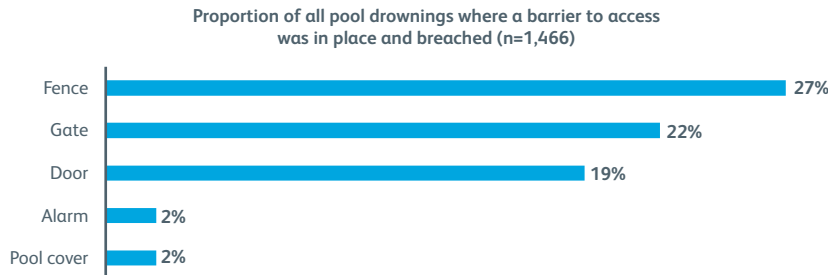 Proportion of all pool drownings where a barrier to access
was in place and breached (n=1,466)
Fence 27%
Gate 22%
Door 19%
Alarm 2%
Pool cover 2%